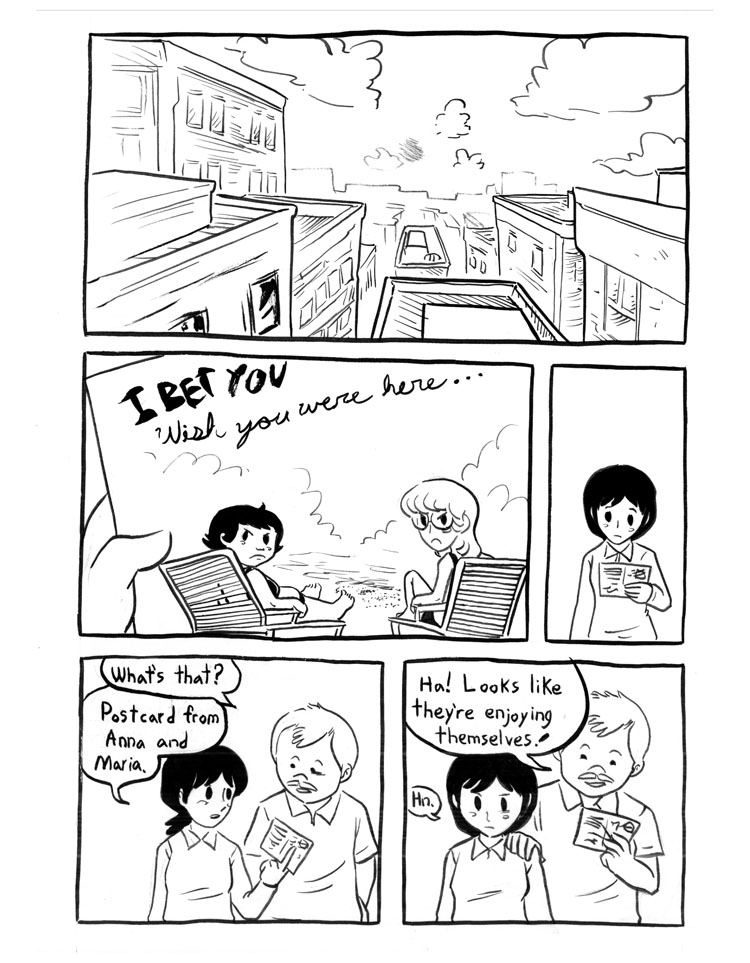 I BET YOU
Wish you were here...
What's that?
Postcard from
Anna and
Maria.
Ha! Looks like
they're enjoying
themselves!
Hn.